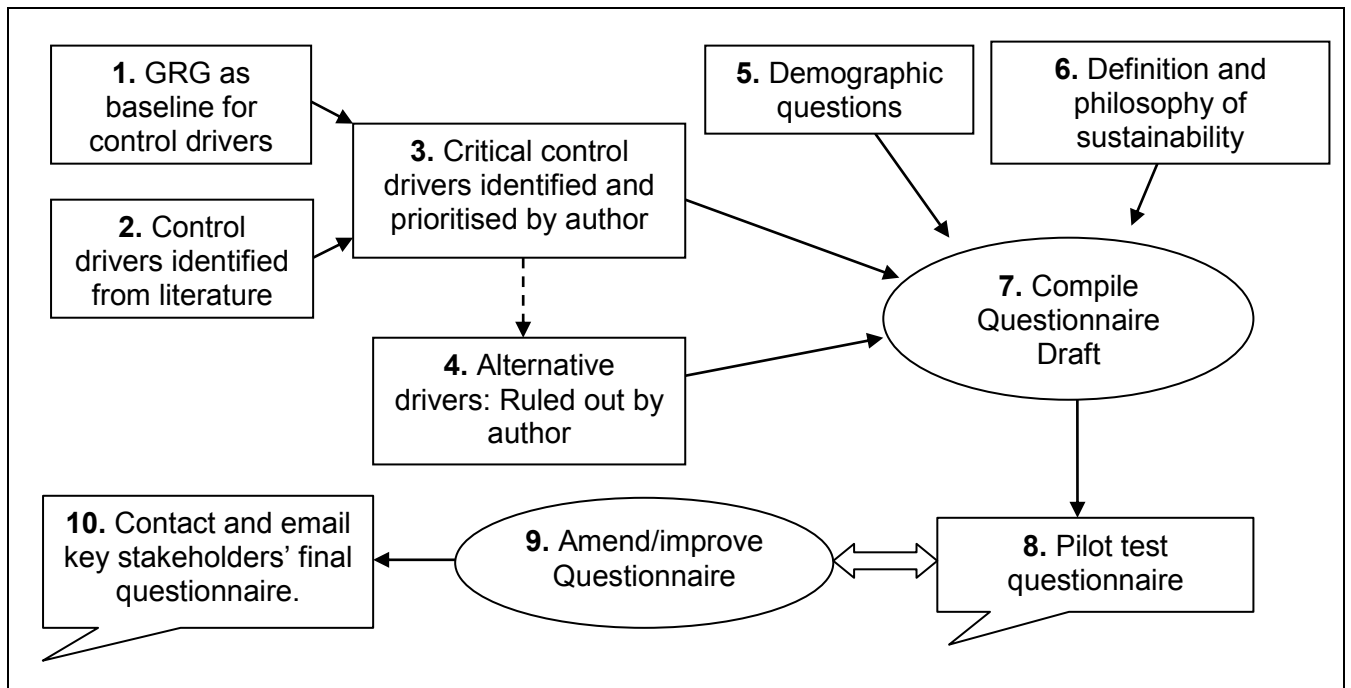 1. GRG as
baseline for
control drivers
2. Control
drivers identified
from literature
3. Critical control
drivers identified and
prioritised by author
4. Alternative
drivers: Ruled out by
author
5. Demographic
questions
6. Definition and
philosophy of
sustainability
7. Compile
Questionnaire
Draft
8. Pilot test
questionnaire
9. Amend/improve
Questionnaire
10. Contact and email
key stakeholders’ final
questionnaire.